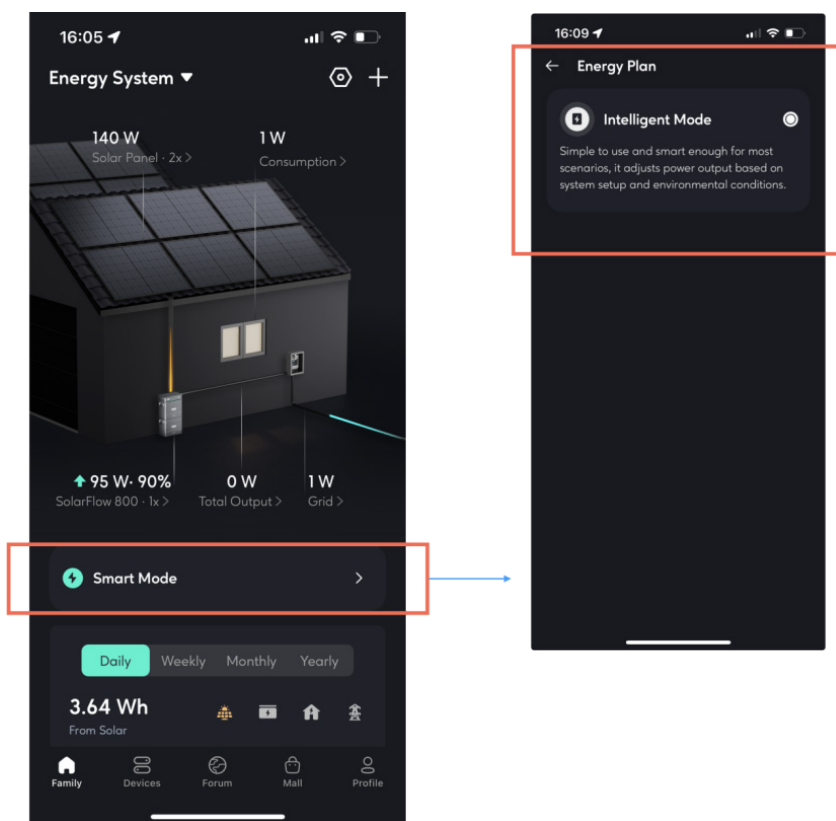 16:05
Energy System
140 W
Solar Panel · 2x >
1 W
Consumption >
95 W· 90%
SolarFlow 800 · 1x >
0 W
Total Output >
1 W
Grid >
Smart Mode
Daily Weekly Monthly Yearly
3.64 Wh
From Solar
Family Devices Forum Mall Profile
16:09
Energy Plan
Intelligent Mode
Simple to use and smart enough for most
scenarios, it adjusts power output based on
system setup and environmental conditions.